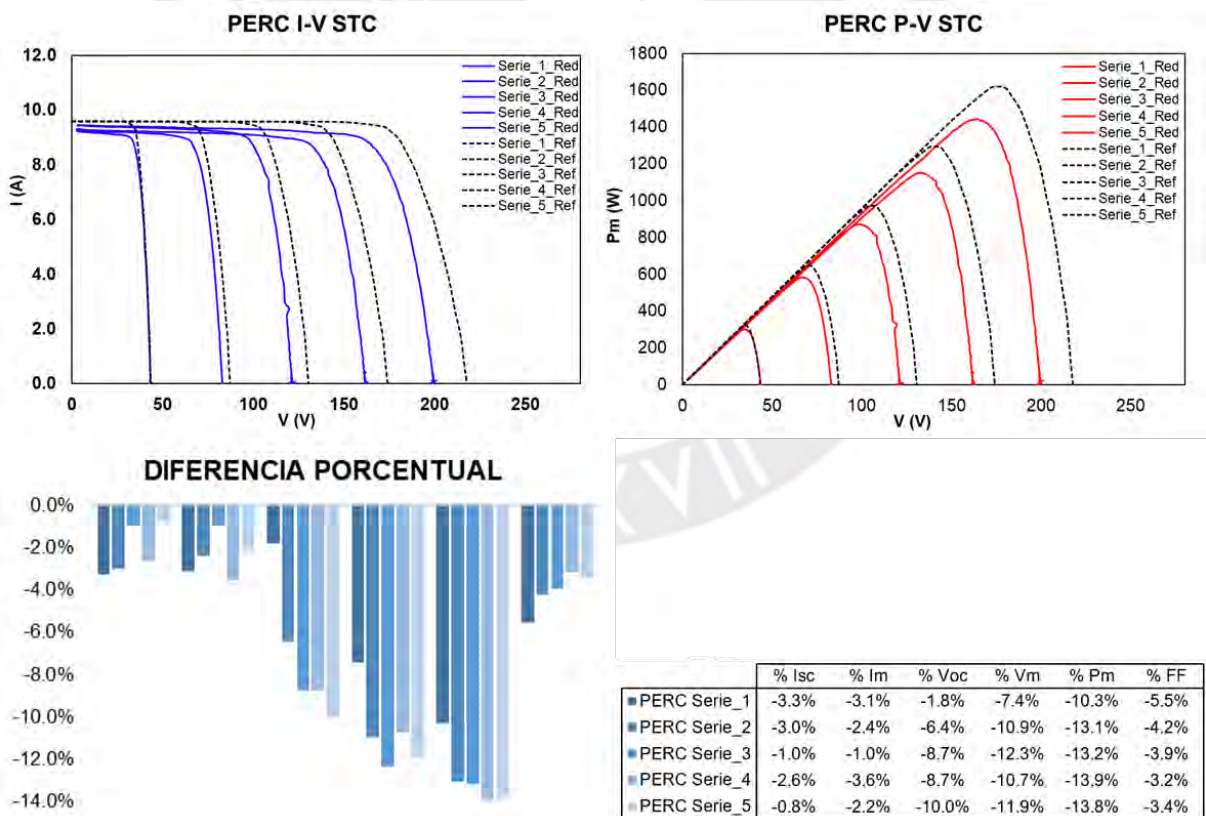 PERC I-V STC
12.0
10.0
8.0
6.0
4.0
2.0
0.0
I (A)
0 50 100 150 200 250
V (V)
Serie_1_Red
Serie_2_Red
Serie_3_Red
Serie_4_Red
Serie_5_Red
Serie_1_Ref
Serie_2_Ref
Serie_3_Ref
Serie_4_Ref
Serie_5_Ref
PERC P-V STC
1800
1600
1400
1200
1000
800
600
400
200
0
Pm (W)
0 50 100 150 200 250
V (V)
Serie_1_Red
Serie_2_Red
Serie_3_Red
Serie_4_Red
Serie_5_Red
Serie_1_Ref
Serie_2_Ref
Serie_3_Ref
Serie_4_Ref
Serie_5_Ref
DIFERENCIA PORCENTUAL
0.0%
-2.0%
-4.0%
-6.0%
-8.0%
-10.0%
-12.0%
-14.0%
XVII
% Isc % Im % Voc % Vm % Pm % FF
PERC Serie_1 -3.3% -3.1% -1.8% -7.4% -10.3% -5.5%
PERC Serie_2 -3.0% -2.4% -6.4% -10.9% -13.1% -4.2%
PERC Serie_3 -1.0% -1.0% -8.7% -12.3% -13.2% -3.9%
PERC Serie_4 -2.6% -3.6% -8.7% -10.7% -13.9% -3.2%
PERC Serie_5 -0.8% -2.2% -10.0% -11.9% -13.8% -3.4%